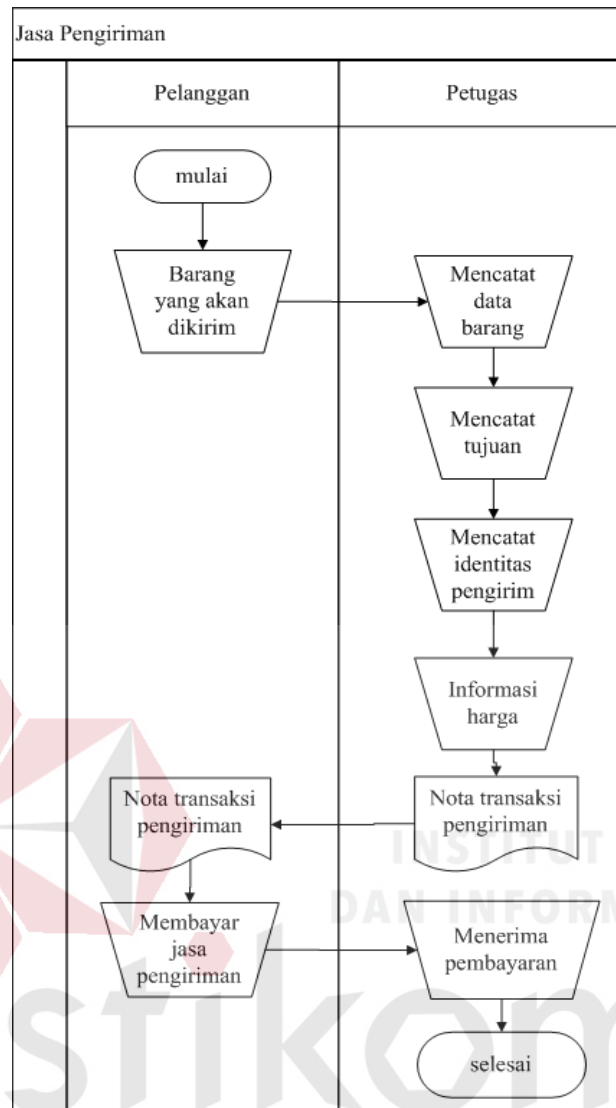 Jasa Pengiriman
Pelanggan
Petugas
mulai
Barang
yang akan
dikirim
Mencatat
data
barang
Mencatat
tujuan
Mencatat
identitas
pengirim
Informasi
harga
Nota transaksi
pengiriman
Nota transaksi
pengiriman
INSTITUT
DAN INFORM
Membayar
jasa
pengiriman
Menerima
pembayaran
selesai
stikom